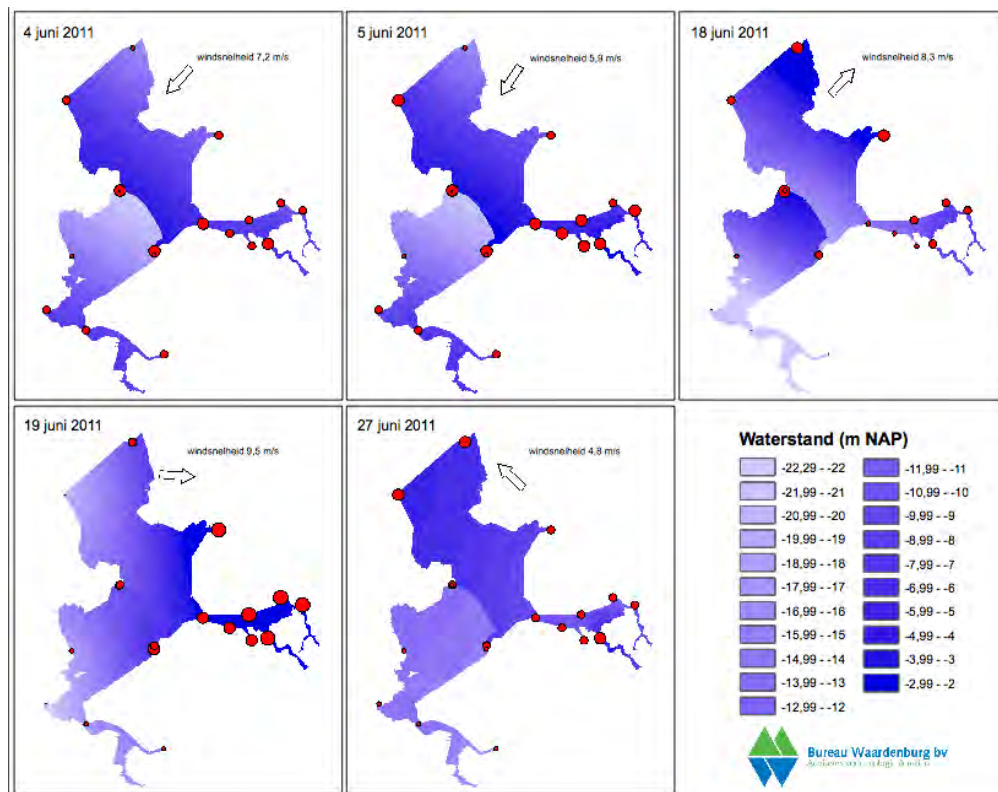 4 juni 2011
windsnelheid 7,2 m/s
5 juni 2011
windsnelheid 5,9 m/s
18 juni 2011
windsnelheid 8,3 m/s
19 juni 2011
windsnelheid 9,5 m/s
27 juni 2011
windsnelheid 4,8 m/s
Waterstand (m NAP)
-22,29 - -22
-21,99 - -21
-20,99 - -20
-19,99 - -19
-18,99 - -18
-17,99 - -17
-16,99 - -16
-15,99 - -15
-14,99 - -14
-13,99 - -13
-12,99 - -12
-11,99 - -11
-10,99 - -10
-9,99 - -9
-8,99 - -8
-7,99 - -7
-6,99 - -6
-5,99 - -5
-4,99 - -4
-3,99 - -3
-2,99 - -2
Bureau Waardenburg bv